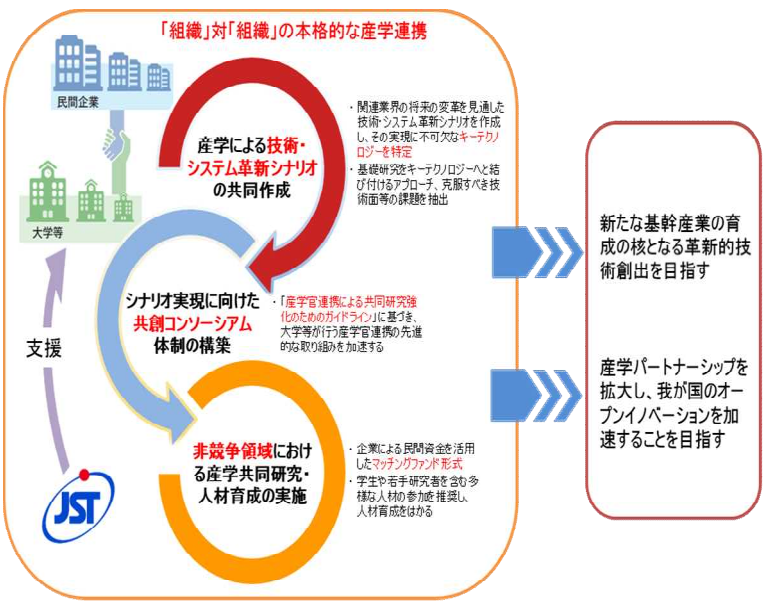 「組織」対「組織」の本格的な産学連携
民間企業
大学等
支援
JST
産学による技術・
システム革新シナリオ
の共同作成
・関連業界の将来の変革を見通した
技術・システム革新シナリオを作成
し、その実現に不可欠なキーテクノ
ロジーを特定
・基礎研究をキーテクノロジーへと結
び付けるアプローチ、克服すべき技
術面等の課題を抽出
シナリオ実現に向けた
共創コンソーシアム
体制の構築
・「産学官連携による共同研究強
化のためのガイドライン」に基づき、
大学等が行う産学官連携の先進
的な取り組みを加速する
非競争領域におけ
る産学共同研究・
人材育成の実施
・企業による民間資金を活用
したマッチングファンド形式
・学生や若手研究者を含む多
様な人材の参加を推奨し、
人材育成をはかる
新たな基幹産業の育
成の核となる革新的技
術創出を目指す
産学パートナーシップを
拡大し、我が国のオー
プンイノベーションを加
速することを目指す